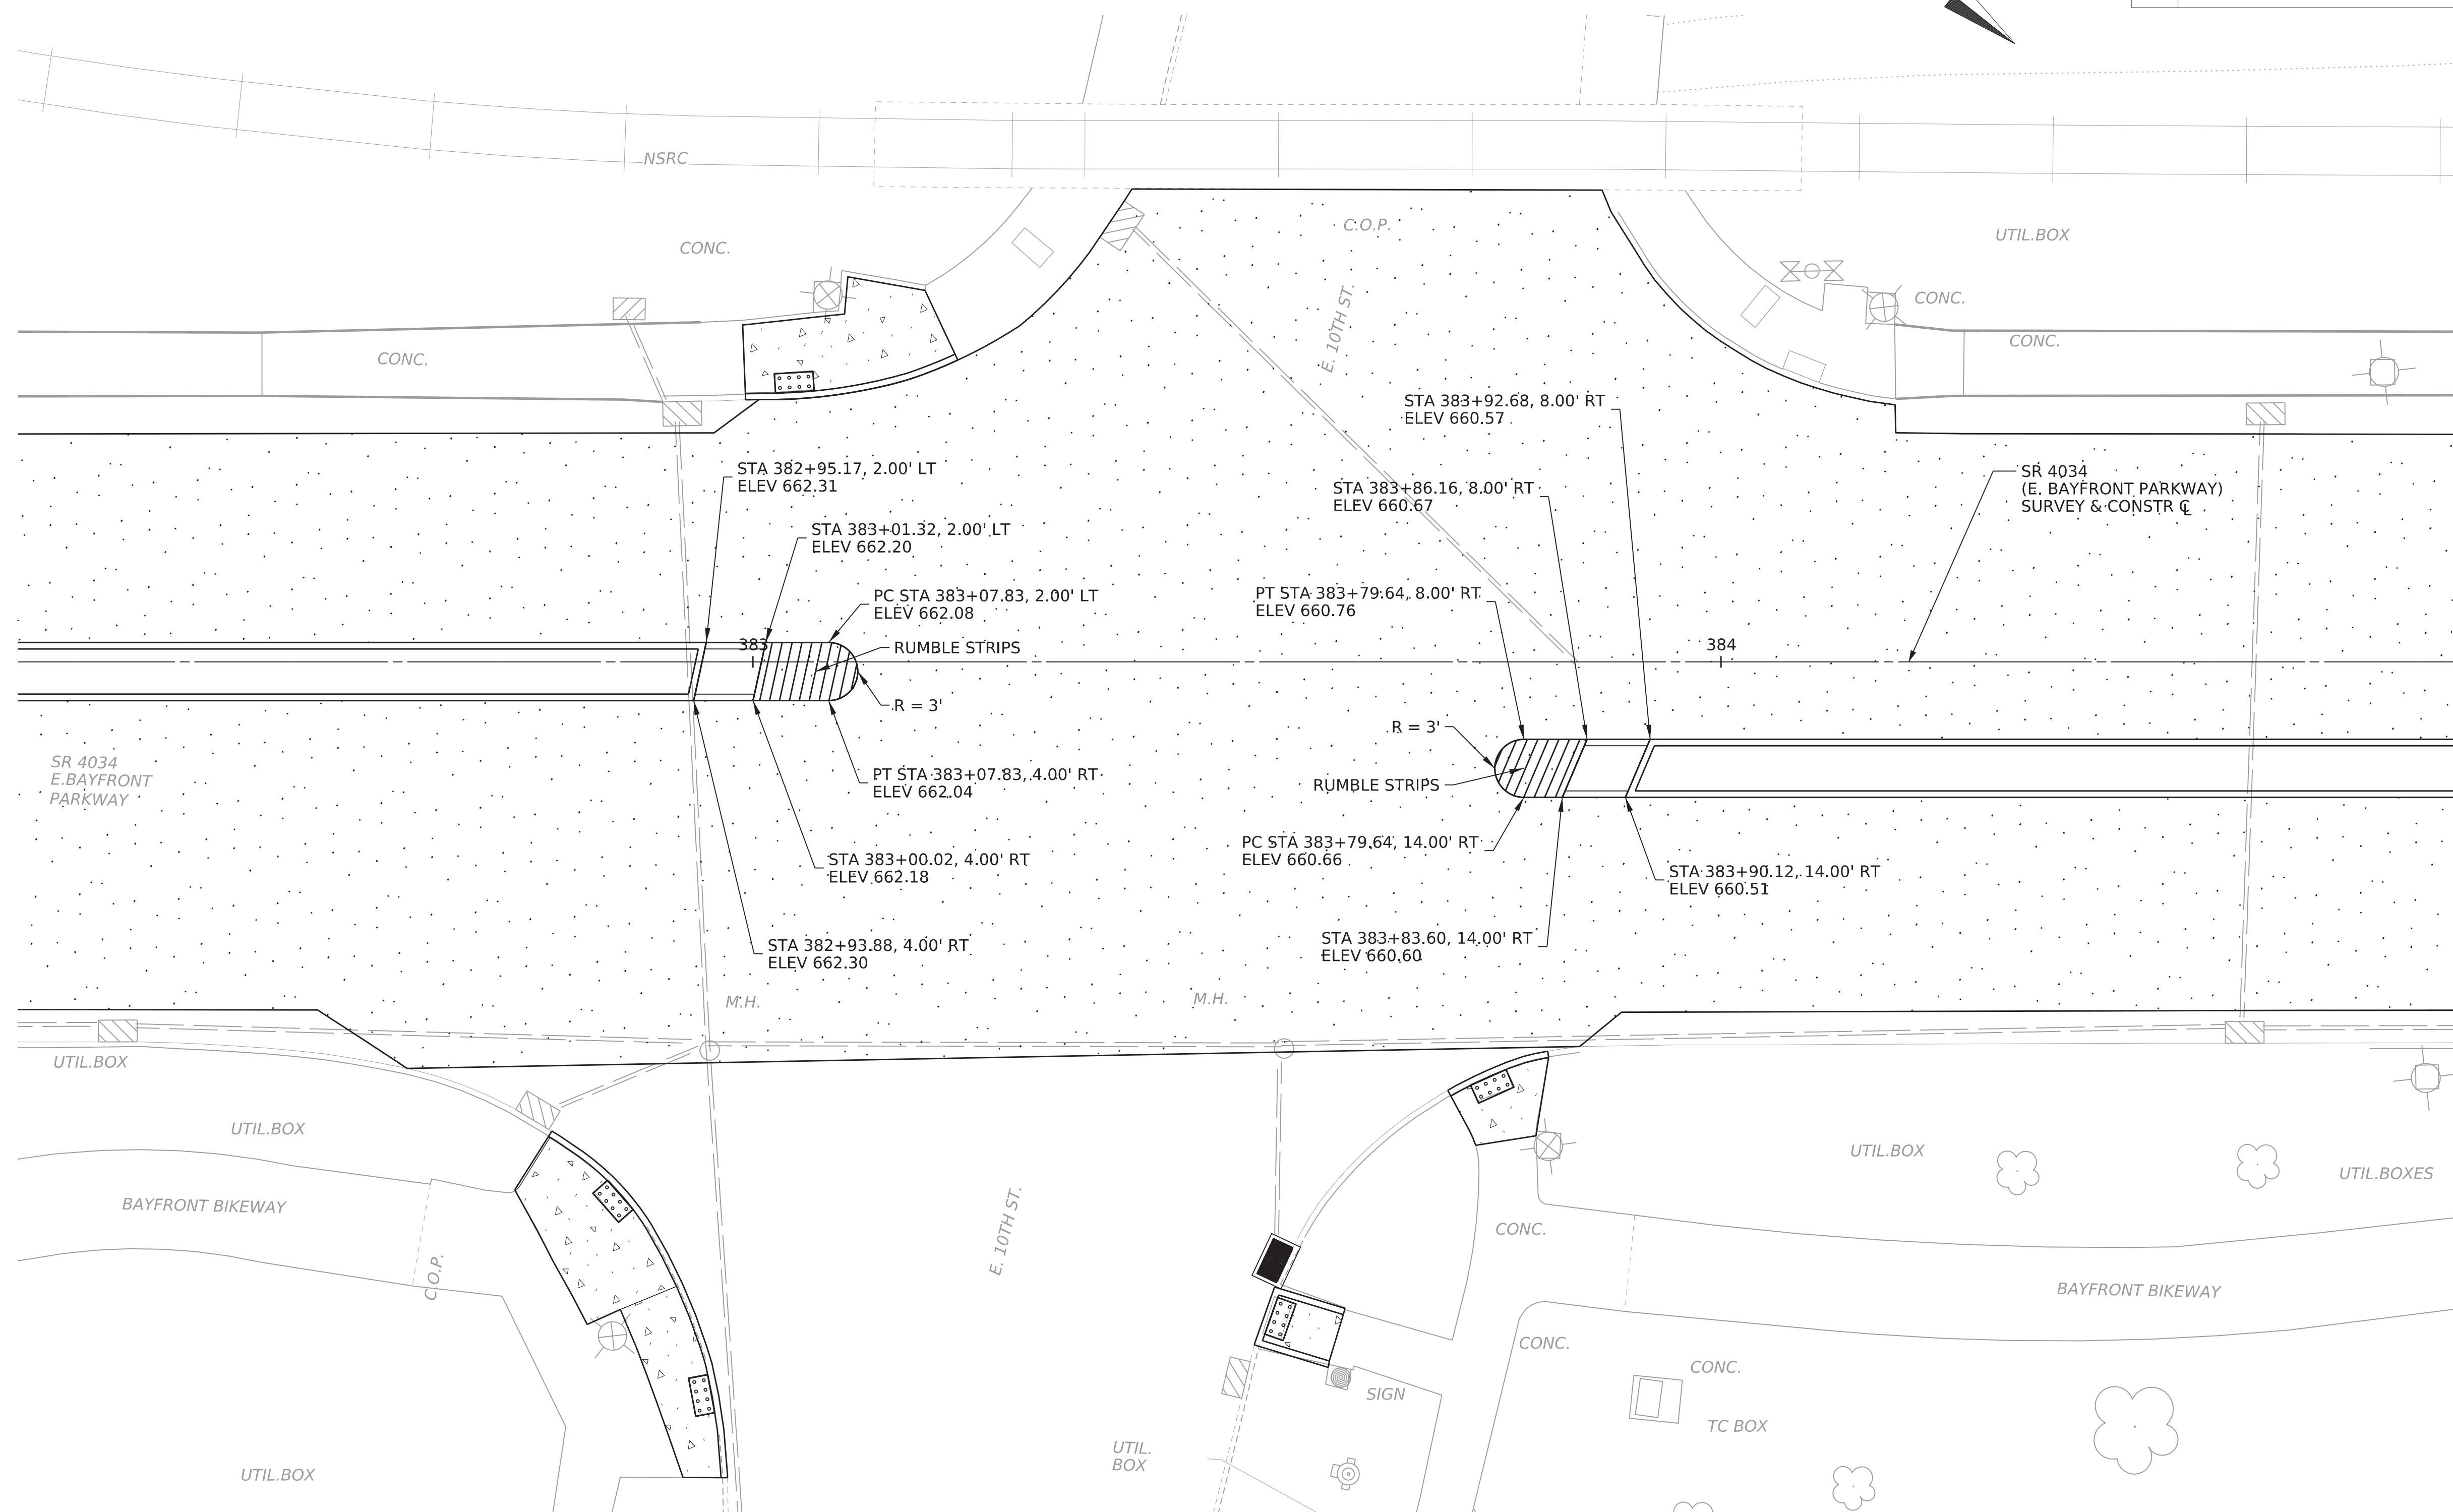 NSRC
C.O.P.
UTIL.BOX
CONC.
CONC.
CONC.
CONC.
E. 10TH ST.
STA 383+92.68, 8.00' RT
ELEV 660.57
STA 382+95.17, 2.00' LT
ELEV 662.31
STA 383+86.16, 8.00' RT
ELEV 660.67
SR 4034
(E. BAYFRONT PARKWAY)
SURVEY & CONSTR ℄
STA 383+01.32, 2.00' LT
ELEV 662.20
PC STA 383+07.83, 2.00' LT
ELEV 662.08
PT STA 383+79.64, 8.00' RT
ELEV 660.76
383
RUMBLE STRIPS
384
R = 3'
R = 3'
SR 4034
E.BAYFRONT
PARKWAY
PT STA 383+07.83, 4.00' RT
ELEV 662.04
RUMBLE STRIPS
STA 383+00.02, 4.00' RT
ELEV 662.18
PC STA 383+79.64, 14.00' RT
ELEV 660.66
STA 383+90.12, 14.00' RT
ELEV 660.51
STA 382+93.88, 4.00' RT
ELEV 662.30
STA 383+83.60, 14.00' RT
ELEV 660.60
M.H.
M.H.
UTIL.BOX
UTIL.BOX
UTIL.BOX
UTIL.BOXES
BAYFRONT BIKEWAY
E. 10TH ST.
CONC.
C.O.P.
BAYFRONT BIKEWAY
CONC.
CONC.
SIGN
TC BOX
UTIL.
BOX
UTIL.BOX